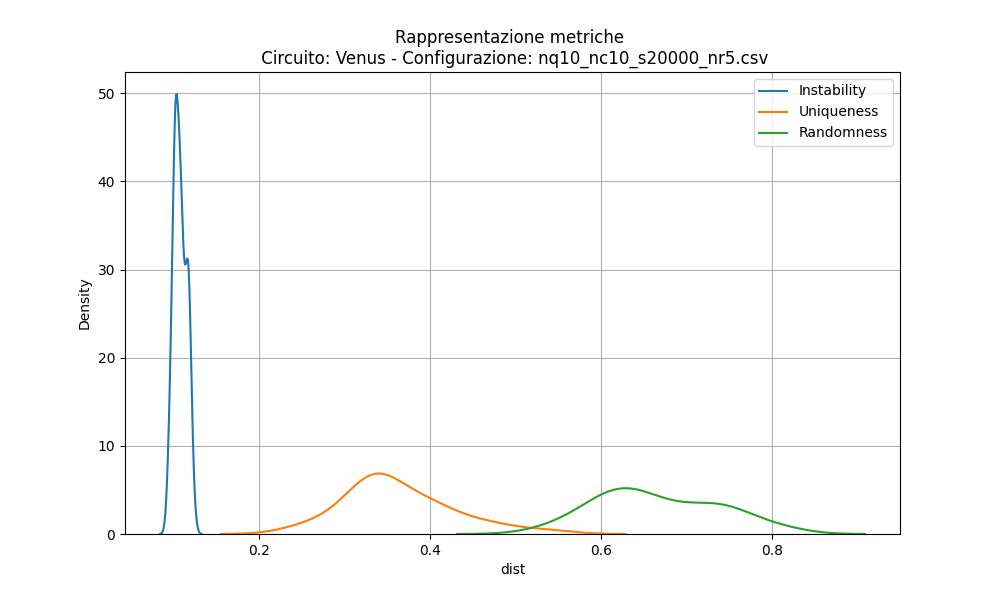 Rappresentazione metriche
Circuito: Venus - Configurazione: nq10_nc10_s20000_nr5.csv
Instability
Uniqueness
Randomness
50
40
30
20
10
0
Density
0.2
0.4
0.6
0.8
dist